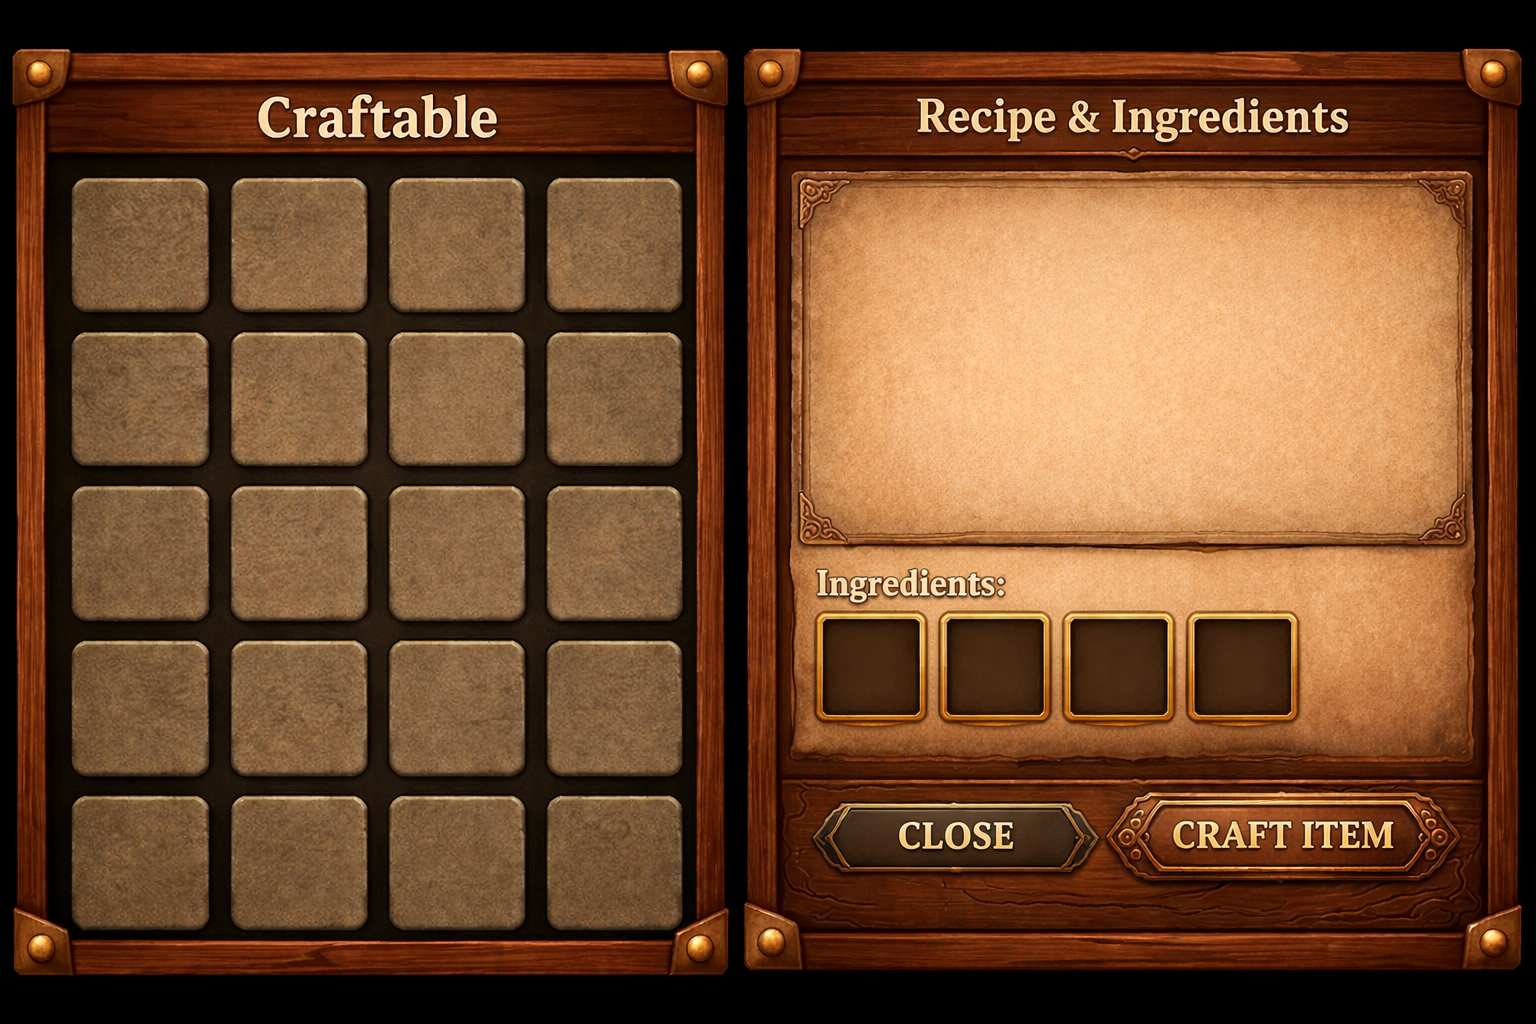 Craftable
Recipe & Ingredients
Ingredients:
CLOSE
CRAFT ITEM